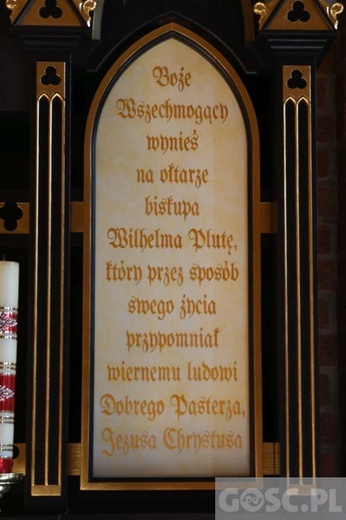 Boże
Wszechmogący
wynieś
na ołtarze
biskupa
Wilhelma Plutę,
który przez sposób
swego życia
przypomniał
wiernemu ludowi
Dobrego Pasterza,
Jezusa Chrystusa
GOSC.PL